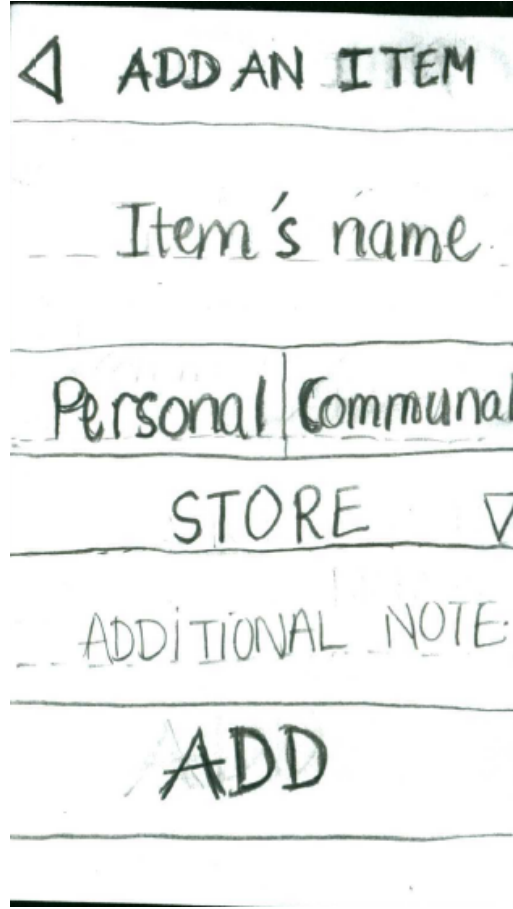 ADD AN ITEM
Item's name
Personal Communal
STORE
ADDITIONAL NOTE
ADD